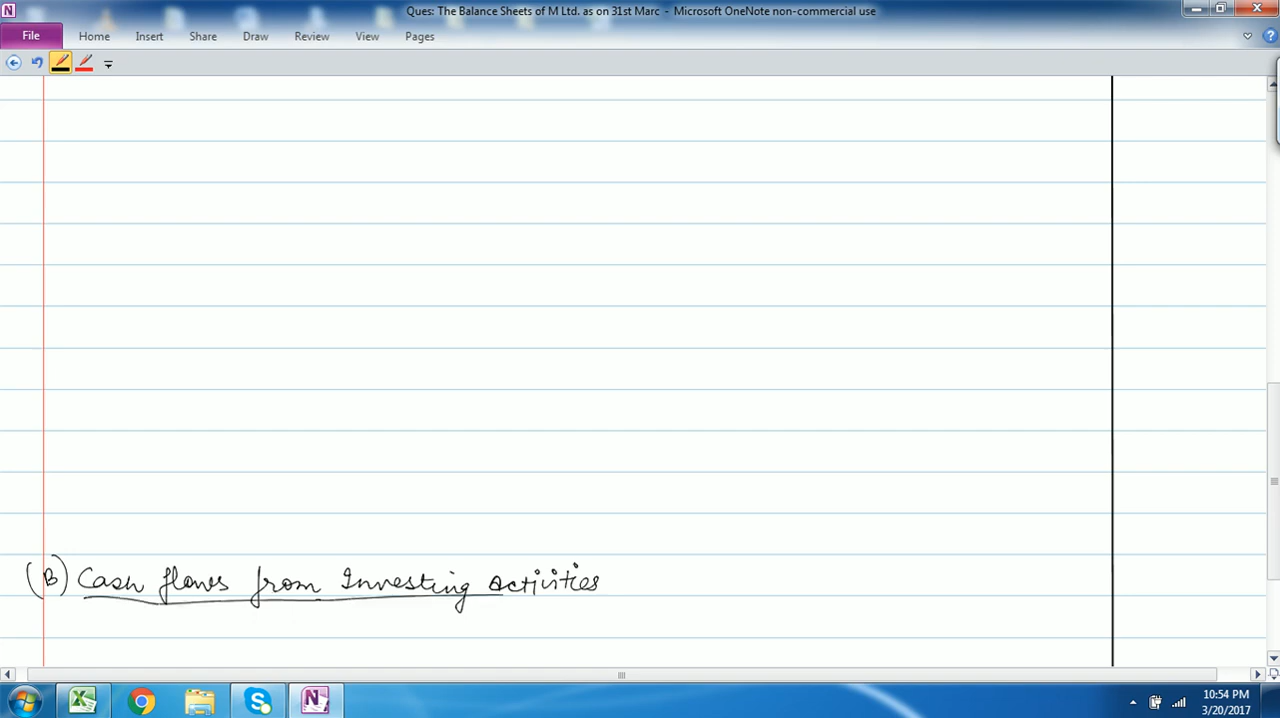 Ques: The Balance Sheets of M Ltd. as on 31st Marc - Microsoft OneNote non-commercial use
File Home Insert Share Draw Review View Pages
(B) Cash flows from Investing Activities
10:54 PM
3/20/2017